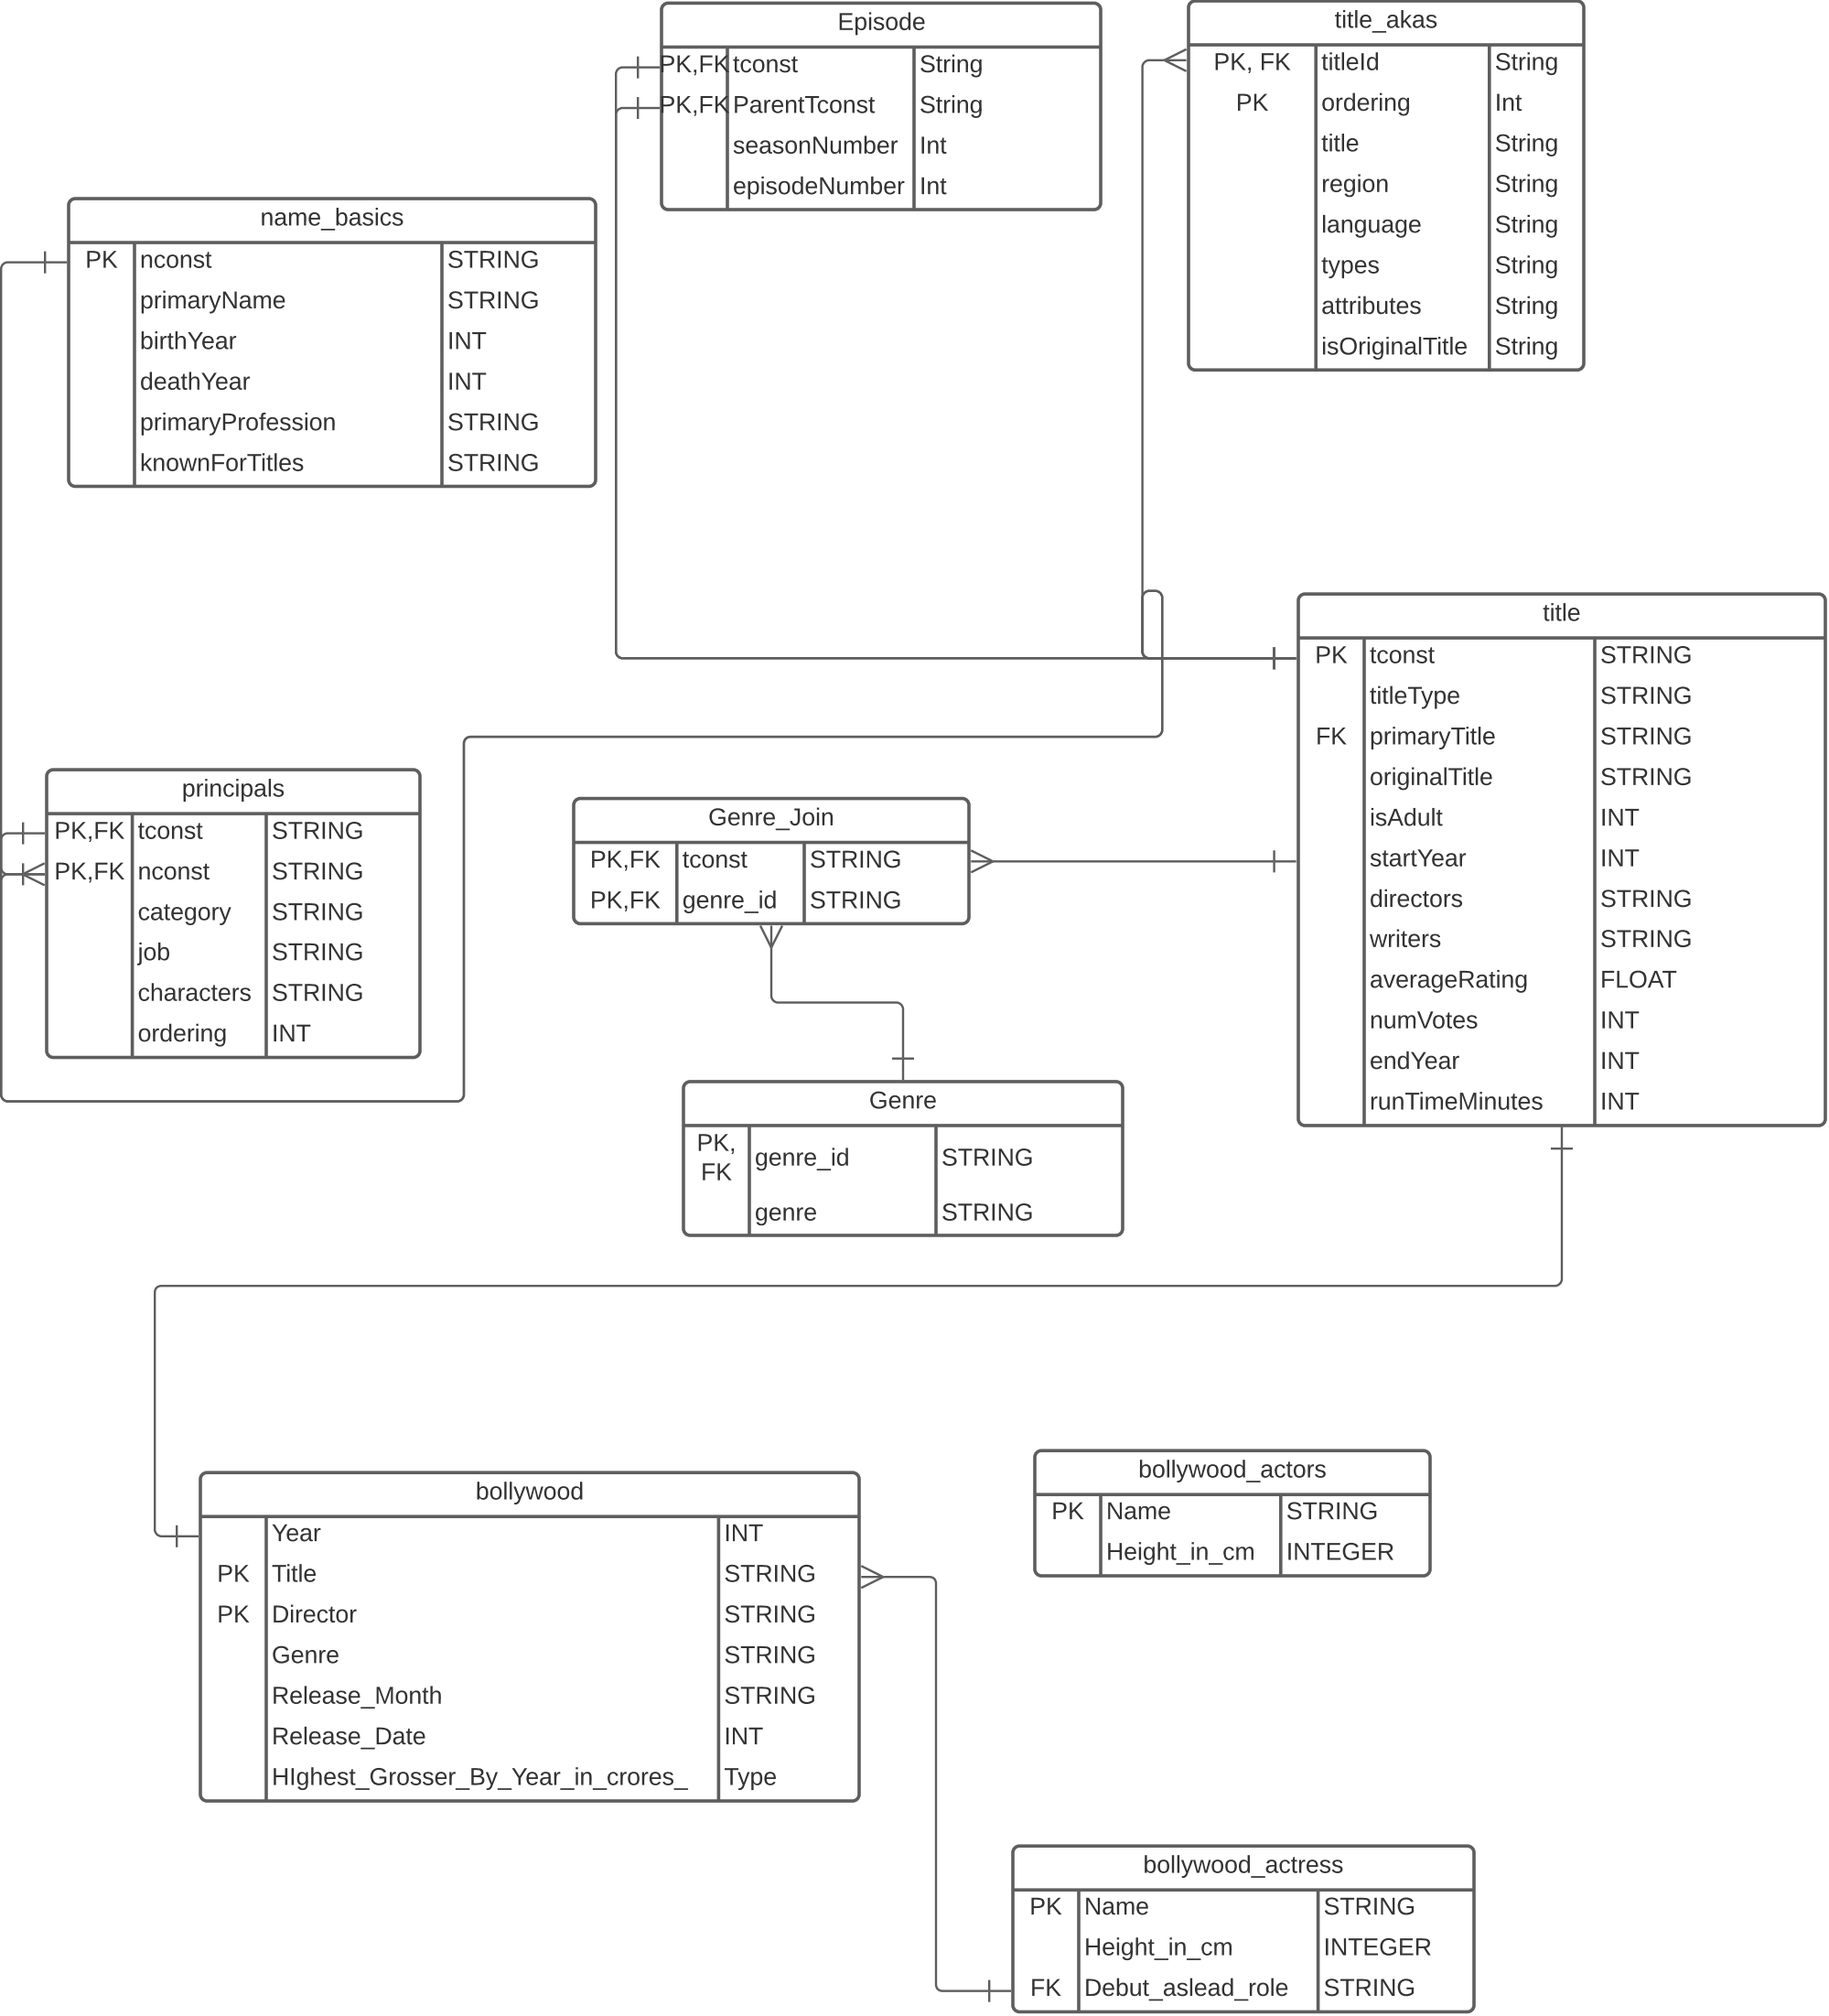 Episode
PK,FK tconst String
PK,FK ParentTconst String
seasonNumber Int
episodeNumber Int
title_akas
PK, FK titleId String
PK ordering Int
title String
region String
language String
types String
attributes String
isOriginalTitle String
name_basics
PK nconst STRING
primaryName STRING
birthYear INT
deathYear INT
primaryProfession STRING
knownForTitles STRING
title
PK tconst STRING
titleType STRING
FK primaryTitle STRING
originalTitle STRING
isAdult INT
startYear INT
directors STRING
writers STRING
averageRating FLOAT
numVotes INT
endYear INT
runTimeMinutes INT
principals
PK,FK tconst STRING
PK,FK nconst STRING
category STRING
job STRING
characters STRING
ordering INT
Genre_Join
PK,FK tconst STRING
PK,FK genre_id STRING
Genre
PK,
FK genre_id STRING
genre STRING
bollywood
Year INT
PK Title STRING
PK Director STRING
Genre STRING
Release_Month STRING
Release_Date INT
HIghest_Grosser_By_Year_in_crores_ Type
bollywood_actors
PK Name STRING
Height_in_cm INTEGER
bollywood_actress
PK Name STRING
Height_in_cm INTEGER
FK Debut_aslead_role STRING